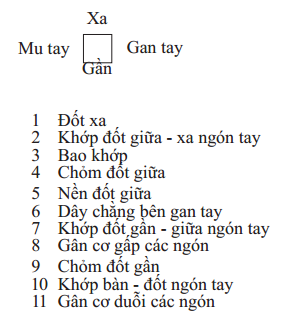 Xa
Mu tay Gan tay
Gần
1 Đốt xa
2 Khớp đốt giữa - xa ngón tay
3 Bao khớp
4 Chỏm đốt giữa
5 Nền đốt giữa
6 Dây chằng bên gan tay
7 Khớp đốt gần - giữa ngón tay
8 Gân cơ gấp các ngón
9 Chỏm đốt gần
10 Khớp bàn - đốt ngón tay
11 Gân cơ duỗi các ngón